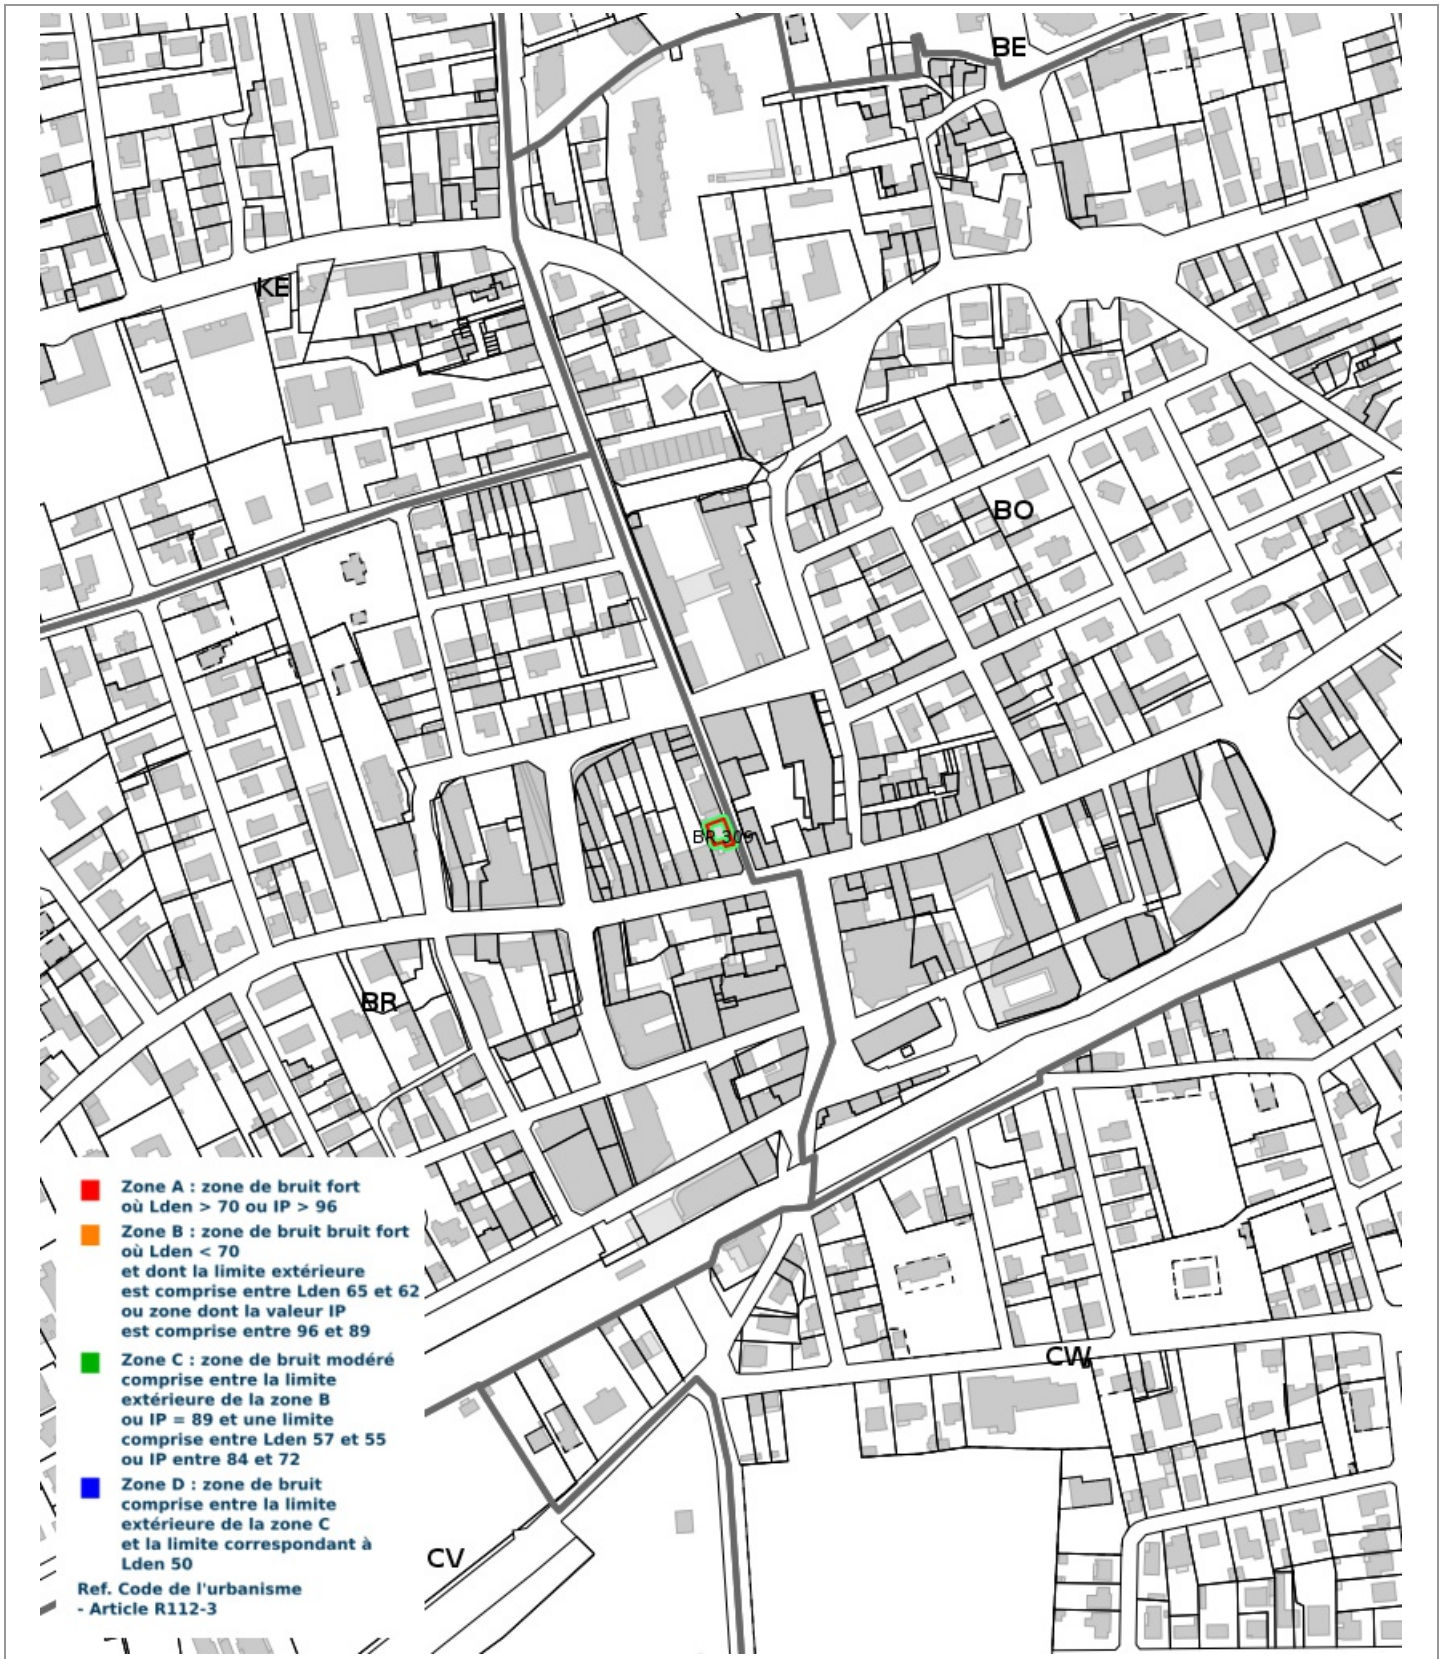 BE
KE
BO
BR 309
BR
Zone A : zone de bruit fort
où Lden > 70 ou IP > 96
Zone B : zone de bruit bruit fort
où Lden < 70
et dont la limite extérieure
est comprise entre Lden 65 et 62
ou zone dont la valeur IP
est comprise entre 96 et 89
Zone C : zone de bruit modéré
comprise entre la limite
extérieure de la zone B
ou IP = 89 et une limite
comprise entre Lden 57 et 55
ou IP entre 84 et 72
Zone D : zone de bruit
comprise entre la limite
extérieure de la zone C
et la limite correspondant à
Lden 50
Ref. Code de l'urbanisme
- Article R112-3
CW
CV